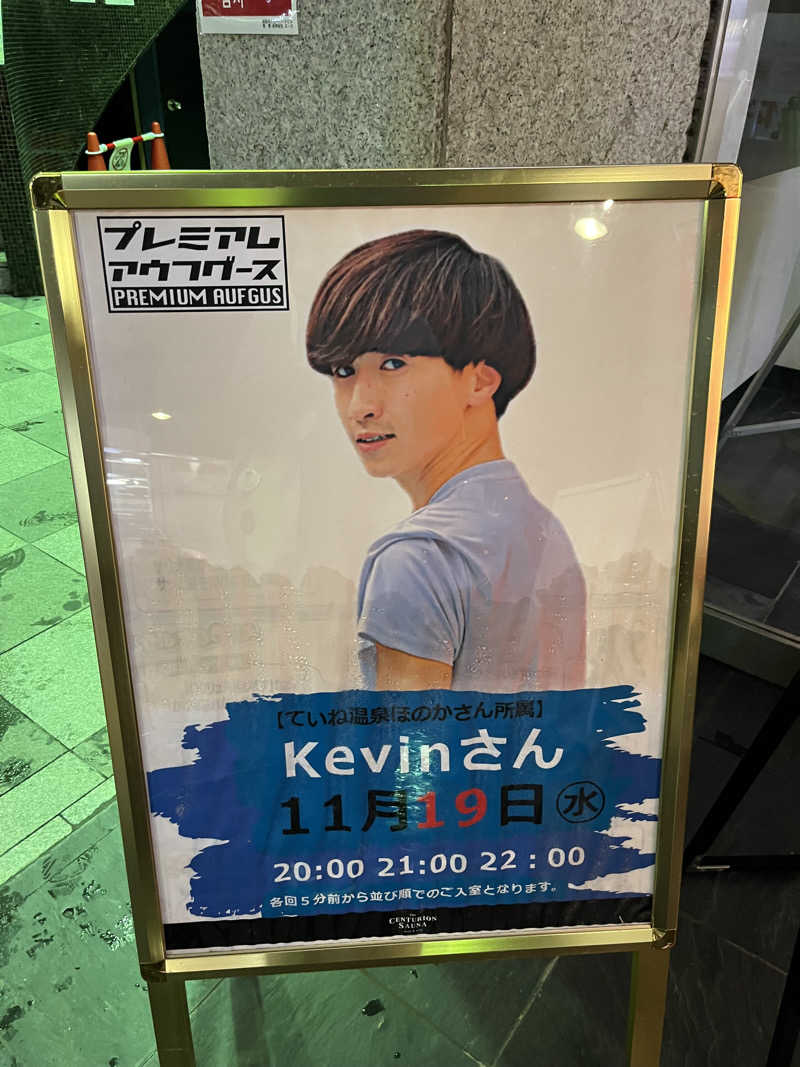 プレミアム
アウフグース
PREMIUM AUFGUS
【ていね温泉ほのかさん所属】
Kevinさん
11月19日㊌
20:00 21:00 22:00
各回５分前から並び順でのご入室となります。
The
CENTURION
SAUNA